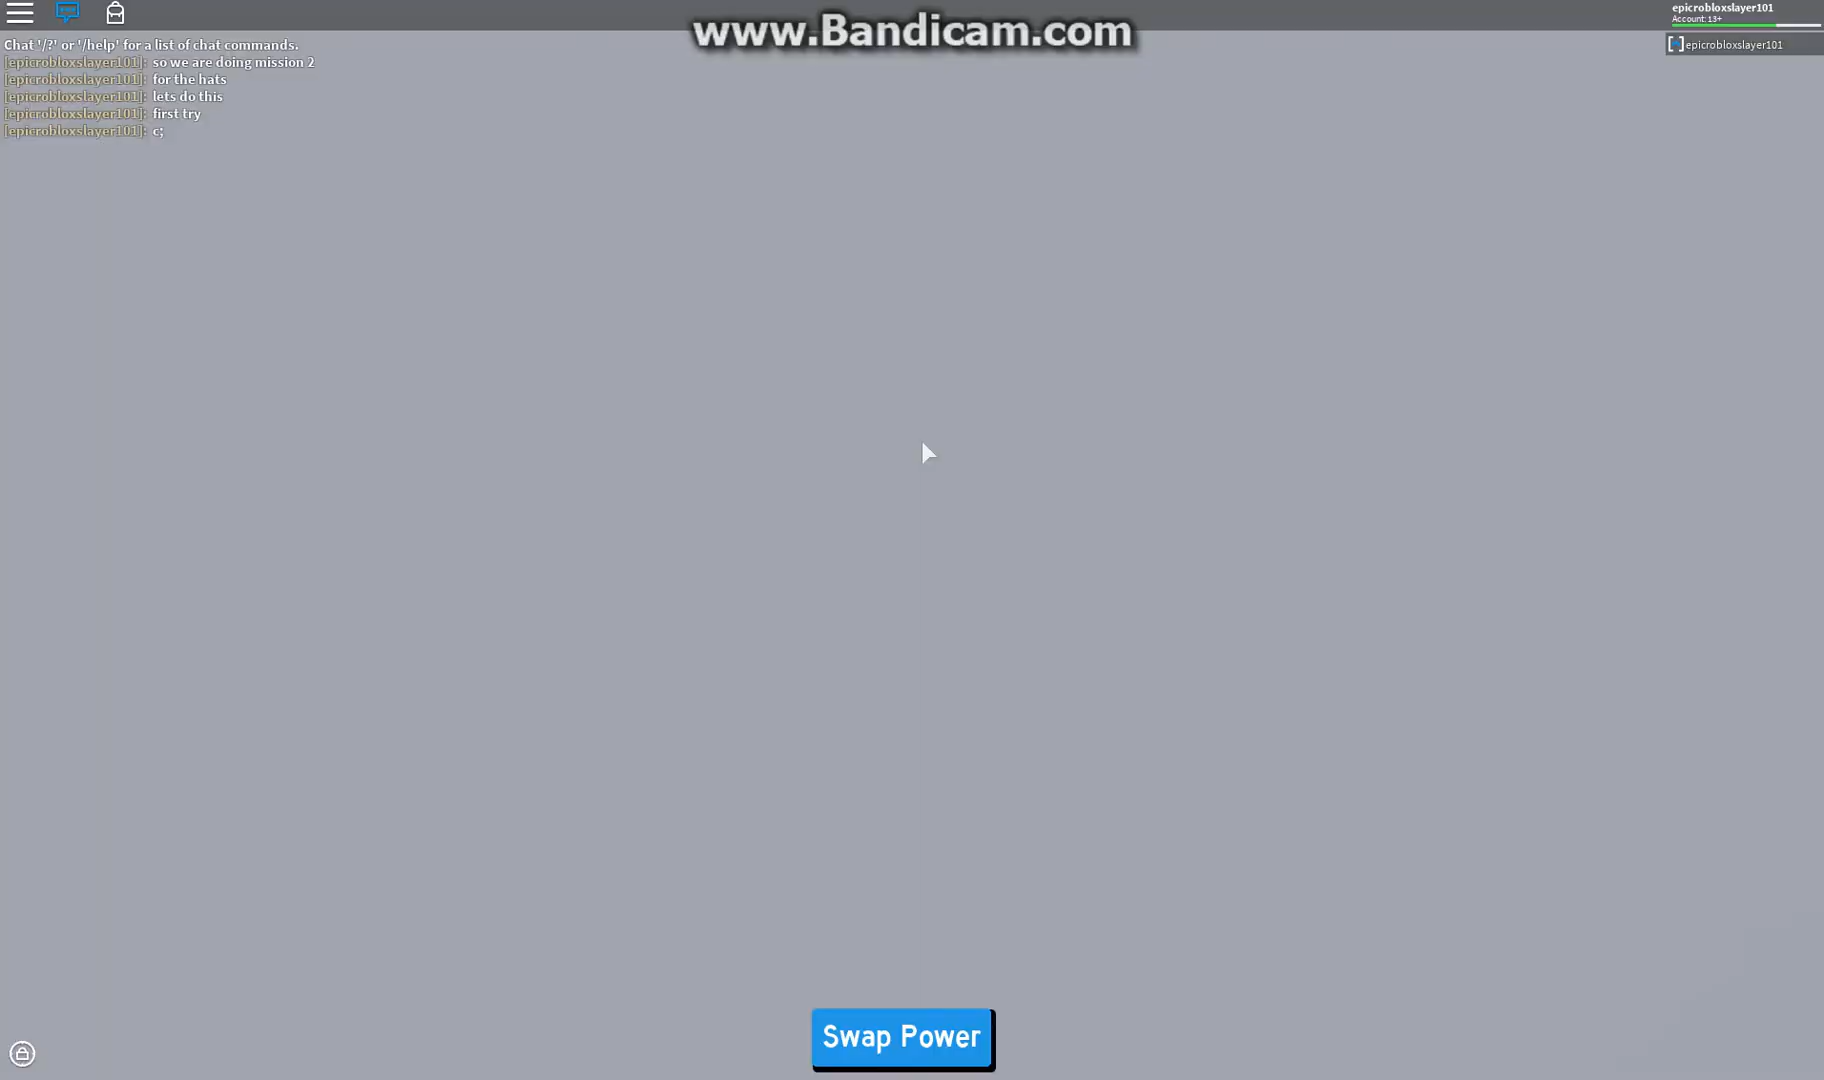 www.Bandicam.com
epicrobloxslayer101
Account: 13+
epicrobloxslayer101
Chat '/?' or '/help' for a list of chat commands.
[epicrobloxslayer101]: so we are doing mission 2
[epicrobloxslayer101]: for the hats
[epicrobloxslayer101]: lets do this
[epicrobloxslayer101]: first try
[epicrobloxslayer101]: c;
Swap Power